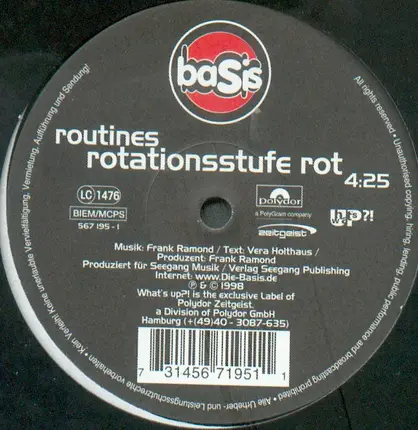 baSis
routines
rotationsstufe rot
4:25
LC 1476
BIEM/MCPS
567 195-1
polydor
a PolyGram company
zeitgeist
Musik: Frank Ramond / Text: Vera Holthaus /
Produzent: Frank Ramond
Produziert für Seegang Musik / Verlag Seegang Publishing
Internet: www.Die-Basis.de
℗ & © 1998
What's up?! is the exclusive Label of
Polydor Zeitgeist.
a Division of Polydor GmbH
Hamburg (+(49)40 - 3087-635)
7 31456 71951 1
All rights reserved • Unauthorised copying, hiring, lending, public performance and broadcasting prohibited • Alle Urheber- und Leistungsschutzrechte vorbehalten • Kein Verleih! Keine unerlaubte Vervielfältigung, Vermietung, Aufführung und Sendung!